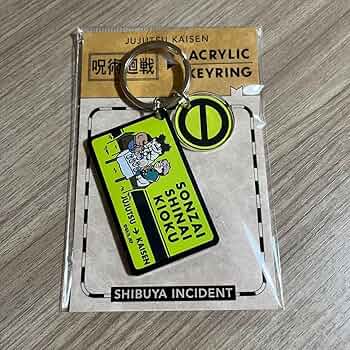 JUJUTSU KAISEN
呪術廻戦
ACRYLIC
KEYRING
SONZAI
SHINAI
KIOKU
JUJUTSU → KAISEN
SHIBUYA INCIDENT